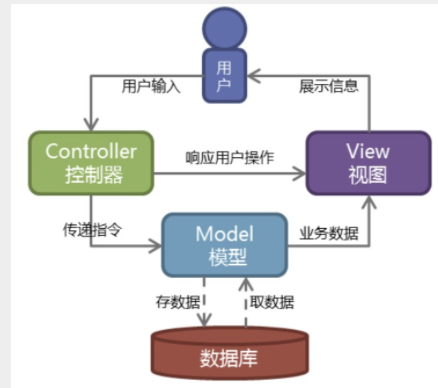 用
户
用户输入
展示信息
Controller
控制器
响应用户操作
View
视图
传递指令
Model
模型
业务数据
存数据
取数据
数据库